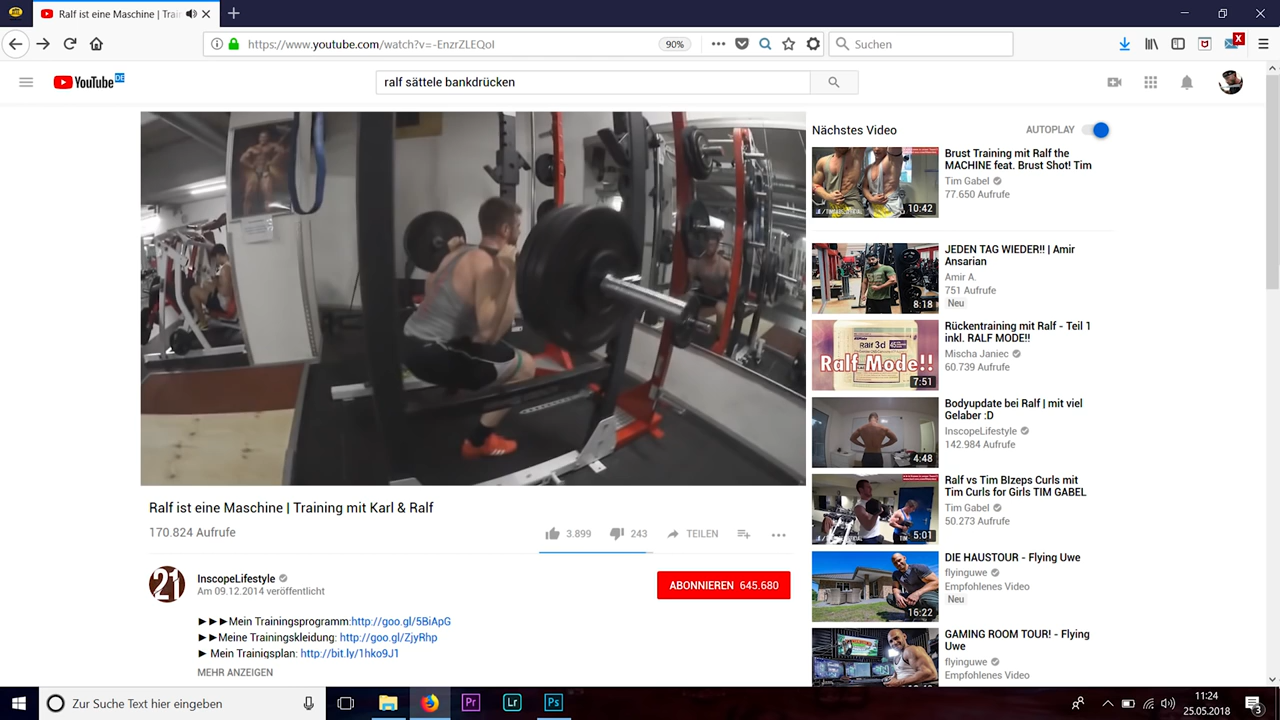 Ralf ist eine Maschine | Trai
https://www.youtube.com/watch?v=-EnzrZLEQoI
90%
Suchen
YouTube DE
ralf sättele bankdrücken
Nächstes Video
AUTOPLAY
Brust Training mit Ralf the
MACHINE feat. Brust Shot! Tim
Tim Gabel
77.650 Aufrufe
10:42
JEDEN TAG WIEDER!! | Amir
Ansarian
Amir A.
751 Aufrufe
Neu
8:18
Rückentraining mit Ralf - Teil 1
inkl. RALF MODE!!
Mischa Janiec
60.739 Aufrufe
Ralf 3d
Ralf Mode!!
7:51
Bodyupdate bei Ralf | mit viel
Gelaber :D
InscopeLifestyle
142.984 Aufrufe
4:48
Ralf vs Tim BIzeps Curls mit
Tim Curls for Girls TIM GABEL
Tim Gabel
50.273 Aufrufe
5:01
DIE HAUSTOUR - Flying Uwe
flyinguwe
Empfohlenes Video
Neu
16:22
GAMING ROOM TOUR! - Flying
Uwe
flyinguwe
Empfohlenes Video
Ralf ist eine Maschine | Training mit Karl & Ralf
170.824 Aufrufe
3.899
243
TEILEN
21
InscopeLifestyle
Am 09.12.2014 veröffentlicht
ABONNIEREN 645.680
►►►Mein Trainingsprogramm:http://goo.gl/5BiApG
►►Meine Trainingskleidung: http://goo.gl/ZjyRhp
► Mein Trainigsplan: http://bit.ly/1hko9J1
MEHR ANZEIGEN
Zur Suche Text hier eingeben
Pr
Lr
Ps
11:24
25.05.2018
3